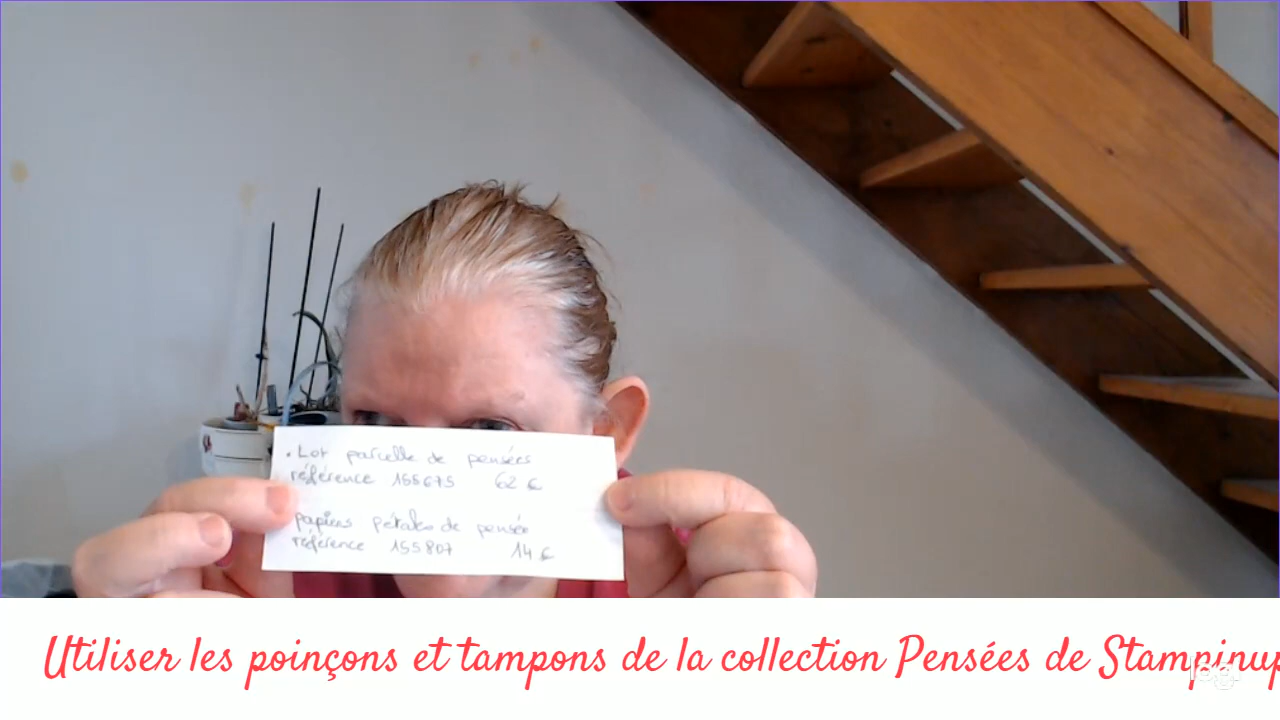 . Lot parcelle de pensées
référence 155675 62 €
papiers pétales de pensée
référence 155807 14 €
Utiliser les poinçons et tampons de la collection Pensées de Stampinup
logi